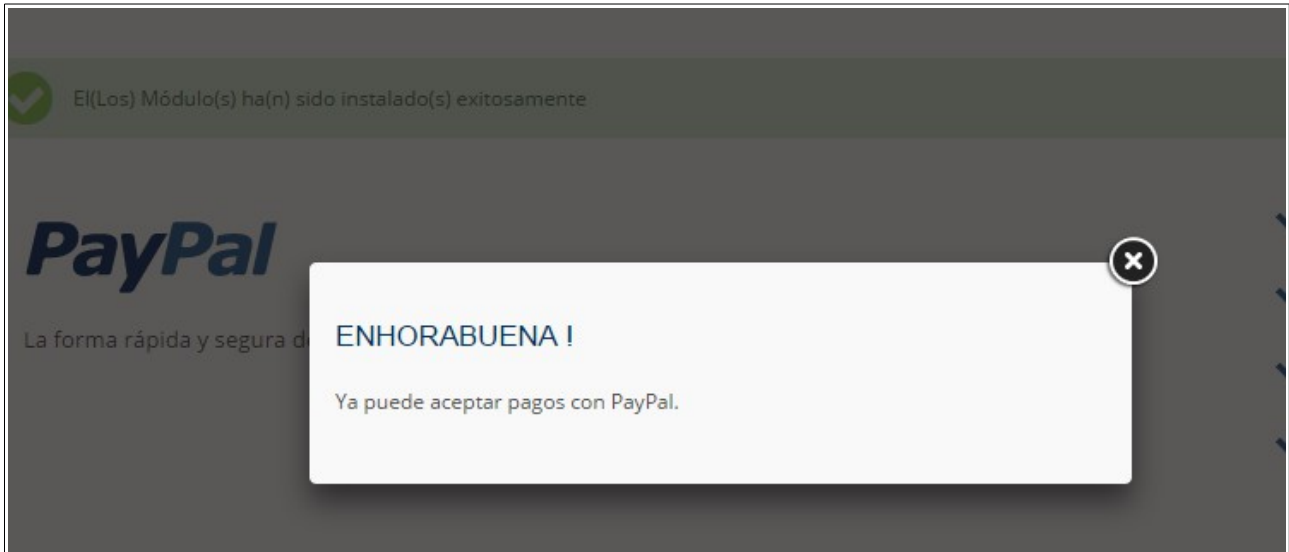 El(Los) Módulo(s) ha(n) sido instalado(s) exitosamente
PayPal
La forma rápida y segura d
ENHORABUENA !
Ya puede aceptar pagos con PayPal.